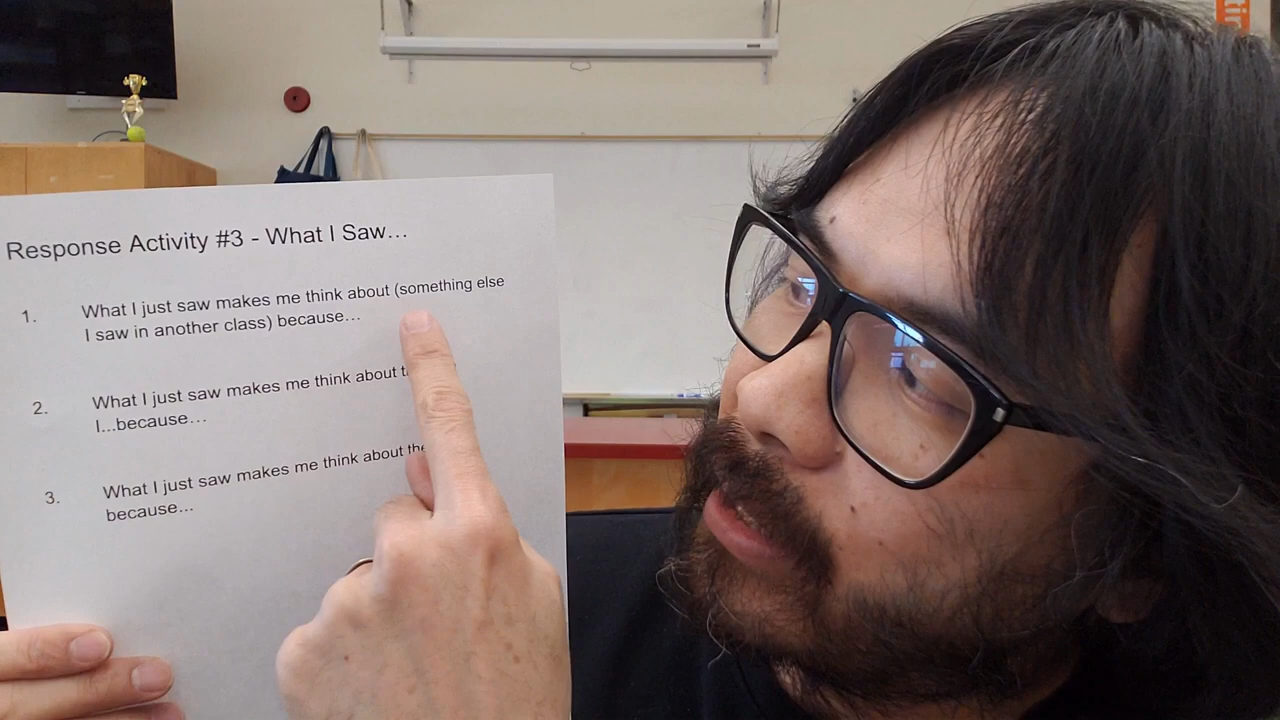 Response Activity #3 - What I Saw...
1. What I just saw makes me think about (something else
I saw in another class) because...
2. What I just saw makes me think about
I...because...
3. What I just saw makes me think about the
because...